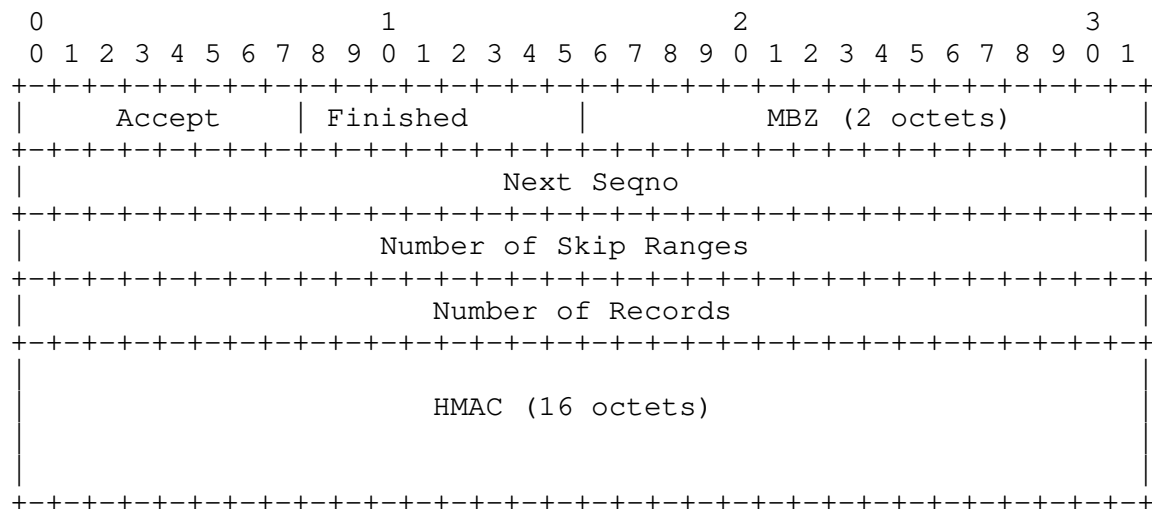 0                   1                   2                   3
 0 1 2 3 4 5 6 7 8 9 0 1 2 3 4 5 6 7 8 9 0 1 2 3 4 5 6 7 8 9 0 1
+-+-+-+-+-+-+-+-+-+-+-+-+-+-+-+-+-+-+-+-+-+-+-+-+-+-+-+-+-+-+-+-+
|     Accept    | Finished      |          MBZ (2 octets)       |
+-+-+-+-+-+-+-+-+-+-+-+-+-+-+-+-+-+-+-+-+-+-+-+-+-+-+-+-+-+-+-+-+
|                           Next Seqno                          |
+-+-+-+-+-+-+-+-+-+-+-+-+-+-+-+-+-+-+-+-+-+-+-+-+-+-+-+-+-+-+-+-+
|                    Number of Skip Ranges                      |
+-+-+-+-+-+-+-+-+-+-+-+-+-+-+-+-+-+-+-+-+-+-+-+-+-+-+-+-+-+-+-+-+
|                       Number of Records                       |
+-+-+-+-+-+-+-+-+-+-+-+-+-+-+-+-+-+-+-+-+-+-+-+-+-+-+-+-+-+-+-+-+
|                                                               |
|                       HMAC (16 octets)                        |
|                                                               |
|                                                               |
+-+-+-+-+-+-+-+-+-+-+-+-+-+-+-+-+-+-+-+-+-+-+-+-+-+-+-+-+-+-+-+-+